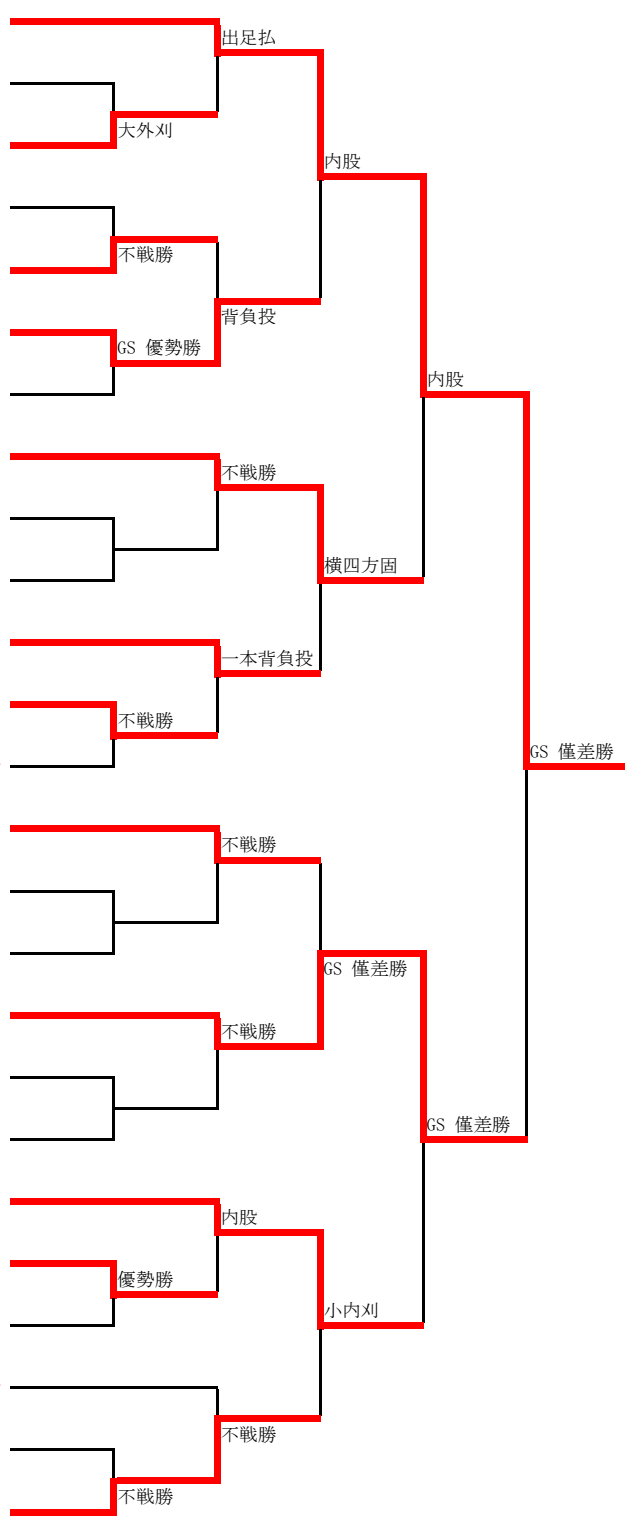 出足払
大外刈
内股
不戦勝
背負投
GS 優勢勝
内股
不戦勝
横四方固
一本背負投
不戦勝
GS 僅差勝
不戦勝
GS 僅差勝
不戦勝
GS 僅差勝
内股
優勢勝
小内刈
不戦勝
不戦勝